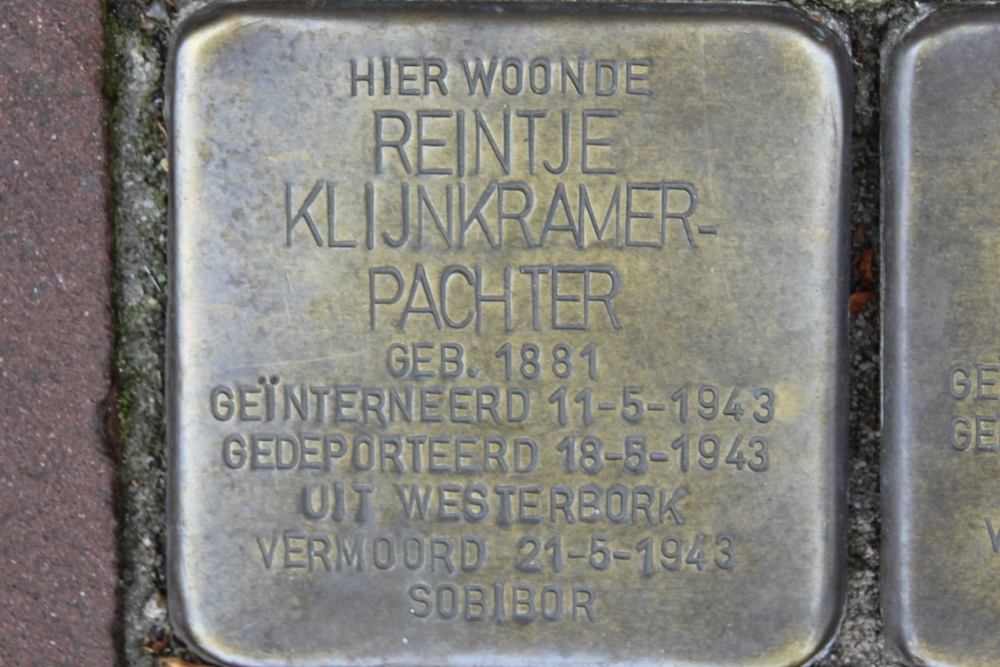 HIER WOONDE
REINTJE
KLIJNKRAMER-
PACHTER
GEB. 1881
GEÏNTERNEERD 11-5-1943
GEDEPORTEERD 18-5-1943
UIT WESTERBORK
VERMOORD 21-5-1943
SOBIBOR